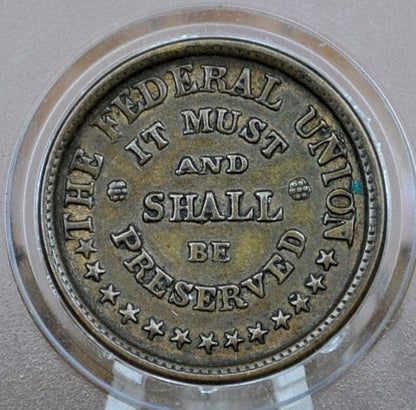 THE FEDERAL UNION
IT MUST
AND
SHALL
BE
PRESERVED